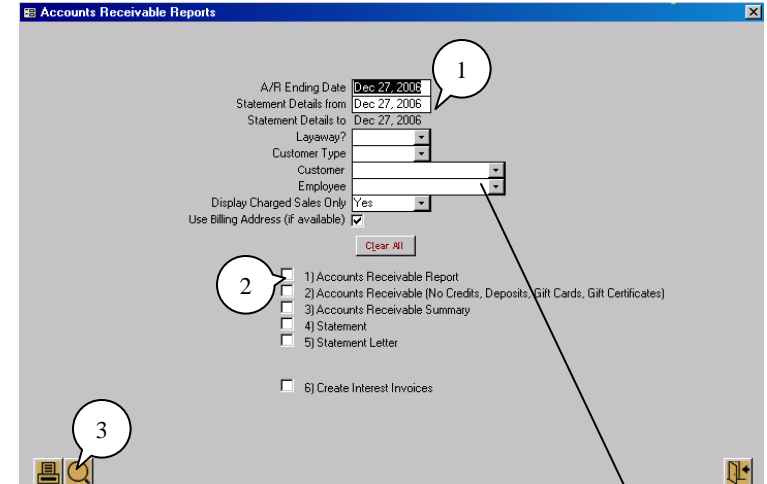 Accounts Receivable Reports
1
A/R Ending Date Dec 27, 2006
Statement Details from Dec 27, 2006
Statement Details to Dec 27, 2006
Layaway?
Customer Type
Customer
Employee
Display Charged Sales Only Yes
Use Billing Address (if available)
Clear All
2
1) Accounts Receivable Report
2) Accounts Receivable (No Credits, Deposits, Gift Cards, Gift Certificates)
3) Accounts Receivable Summary
4) Statement
5) Statement Letter
6) Create Interest Invoices
3